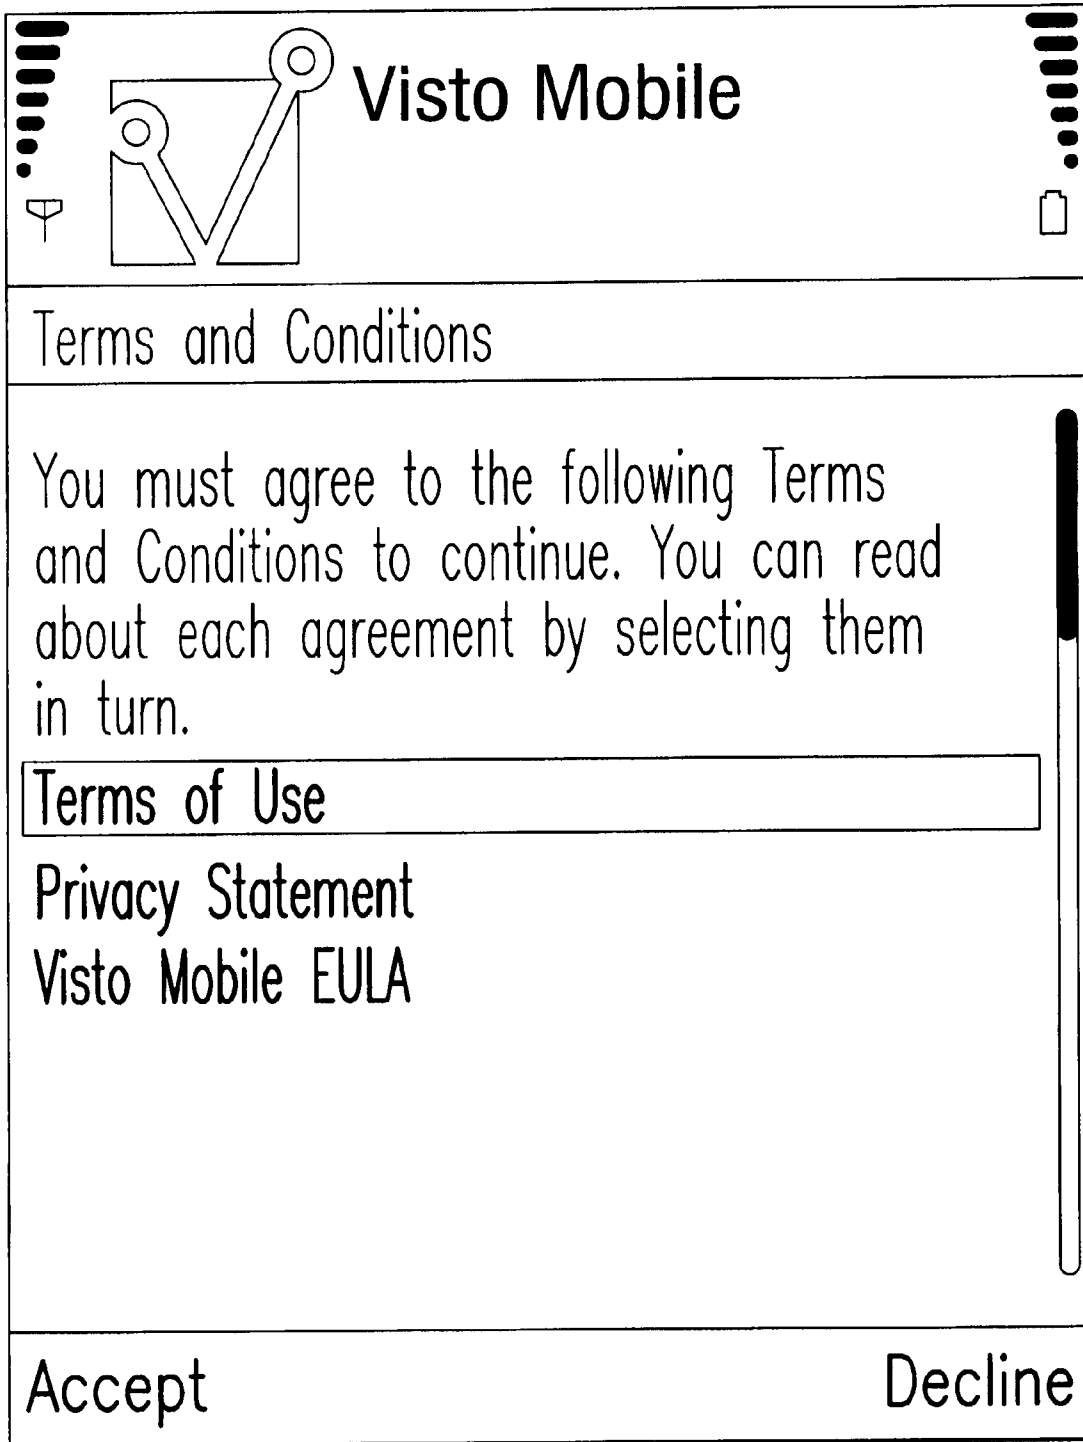 Visto Mobile
Terms and Conditions
You must agree to the following Terms
and Conditions to continue. You can read
about each agreement by selecting them
in turn.
Terms of Use
Privacy Statement
Visto Mobile EULA
Accept Decline